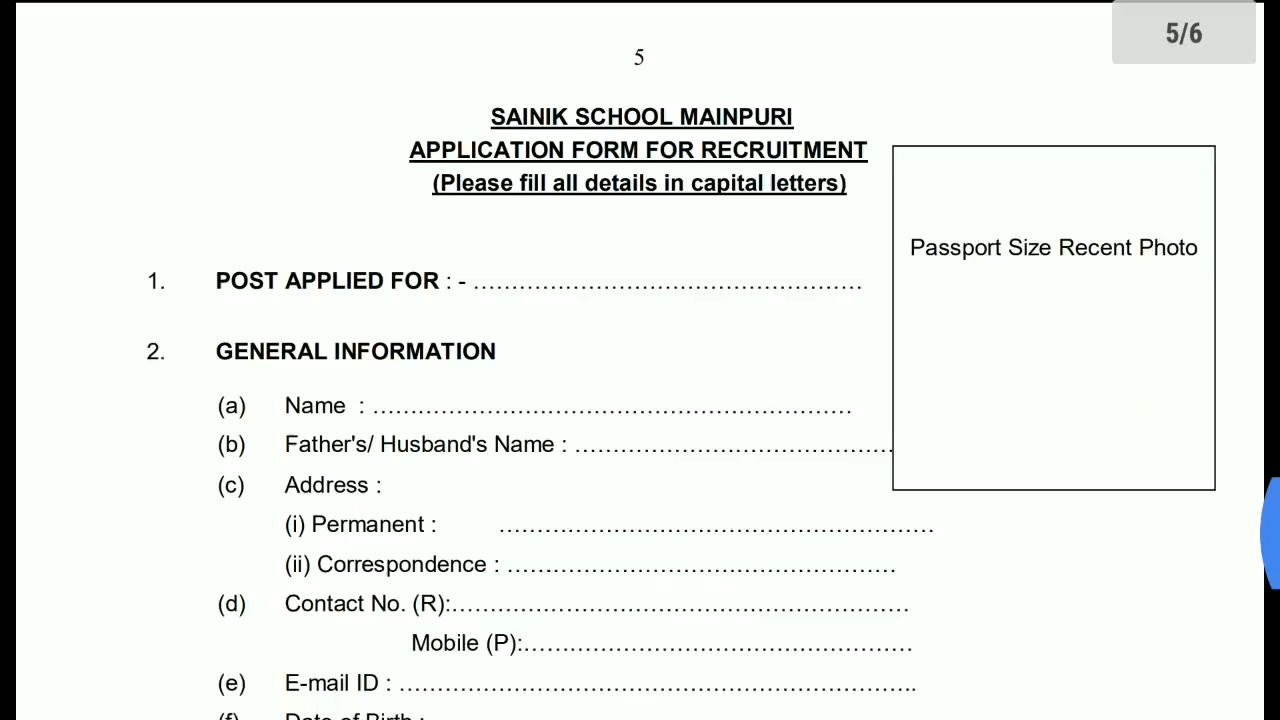 5/6
5
SAINIK SCHOOL MAINPURI
APPLICATION FORM FOR RECRUITMENT
(Please fill all details in capital letters)
Passport Size Recent Photo
1. POST APPLIED FOR : - ……………………………………………
2. GENERAL INFORMATION
(a) Name : ………………………………………………………
(b) Father's/ Husband's Name : ……………………………………
(c) Address :
(i) Permanent : …………………………………………………
(ii) Correspondence : ……………………………………………
(d) Contact No. (R):……………………………………………………
Mobile (P):……………………………………………
(e) E-mail ID : …………………………………………………………..
(f) Date of Birth :